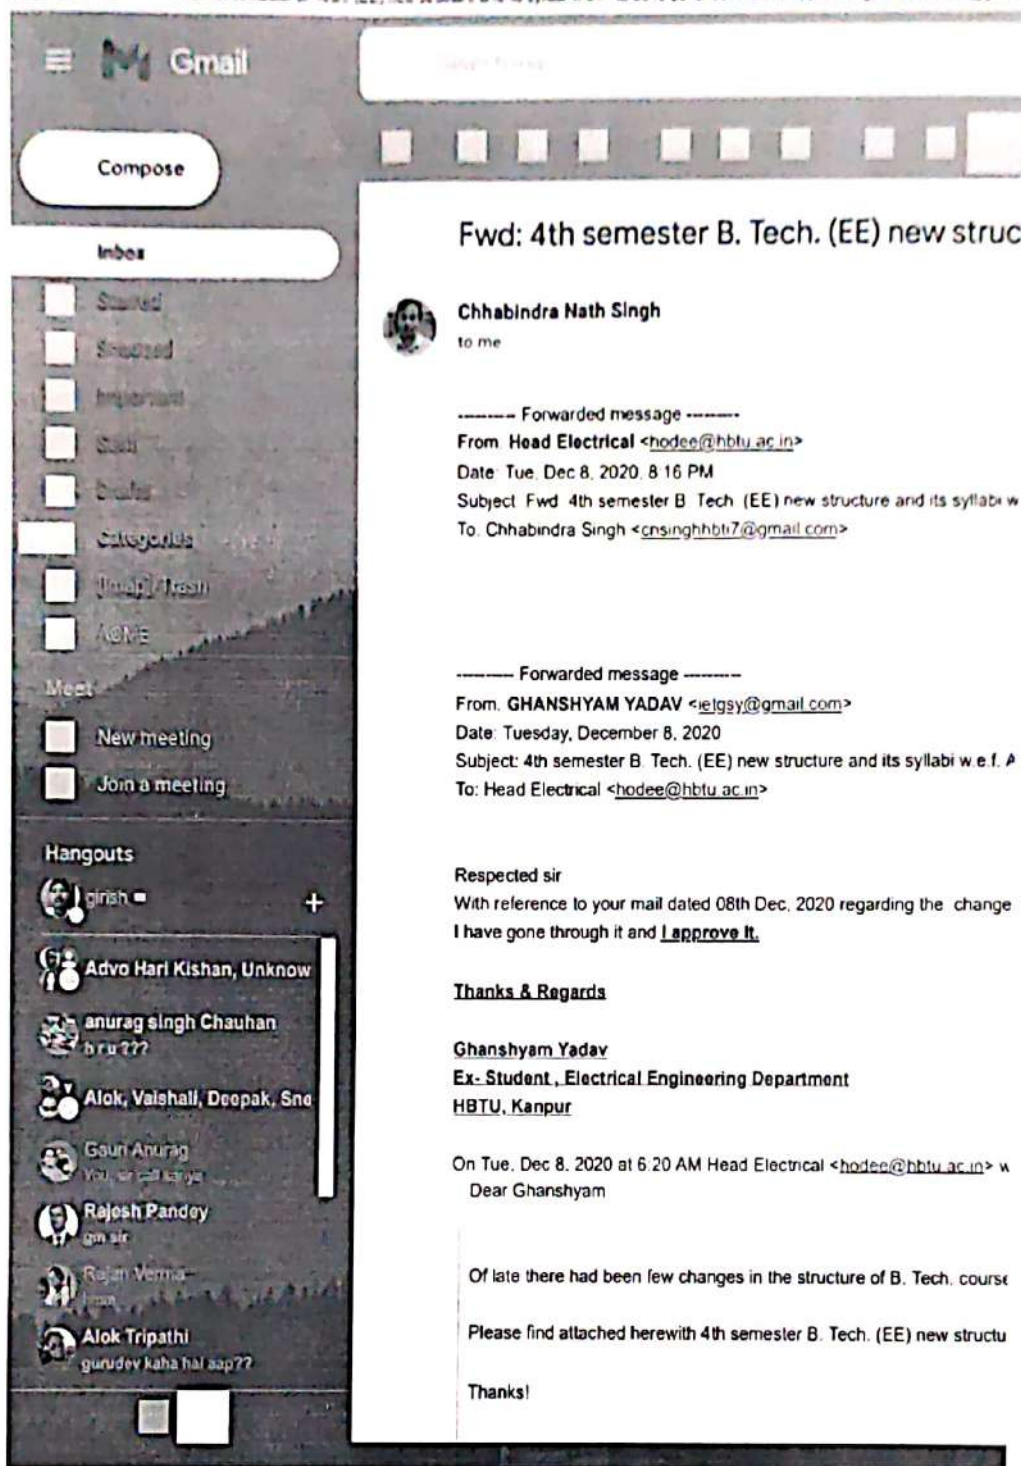 Gmail
Compose
Inbox
Starred
Snoozed
Important
Sent
Drafts
Categories
[Imap]/Trash
Meet
New meeting
Join a meeting
Hangouts
girish
+
Advo Hari Kishan, Unknow
anurag singh Chauhan
h r u ???
Alok, Vaishali, Deepak, Sne
Gauri Anurag
Rajesh Pandey
gm sir
Rajan Verma
Alok Tripathi
gurudev kaha hal aap??
Fwd: 4th semester B. Tech. (EE) new struc
Chhabindra Nath Singh
to me
--------- Forwarded message ---------
From: Head Electrical <hodee@hbtu.ac.in>
Date: Tue, Dec 8, 2020, 8:16 PM
Subject: Fwd: 4th semester B. Tech. (EE) new structure and its syllabi w
To: Chhabindra Singh <cnsinghhbti7@gmail.com>
--------- Forwarded message ---------
From: GHANSHYAM YADAV <ietgsy@gmail.com>
Date: Tuesday, December 8, 2020
Subject: 4th semester B. Tech. (EE) new structure and its syllabi w.e.f. A
To: Head Electrical <hodee@hbtu.ac.in>
Respected sir
With reference to your mail dated 08th Dec, 2020 regarding the change
I have gone through it and I approve it.
Thanks & Regards
Ghanshyam Yadav
Ex- Student , Electrical Engineering Department
HBTU, Kanpur
On Tue, Dec 8, 2020 at 6:20 AM Head Electrical <hodee@hbtu.ac.in> w
Dear Ghanshyam
Of late there had been few changes in the structure of B. Tech. course
Please find attached herewith 4th semester B. Tech. (EE) new structu
Thanks!